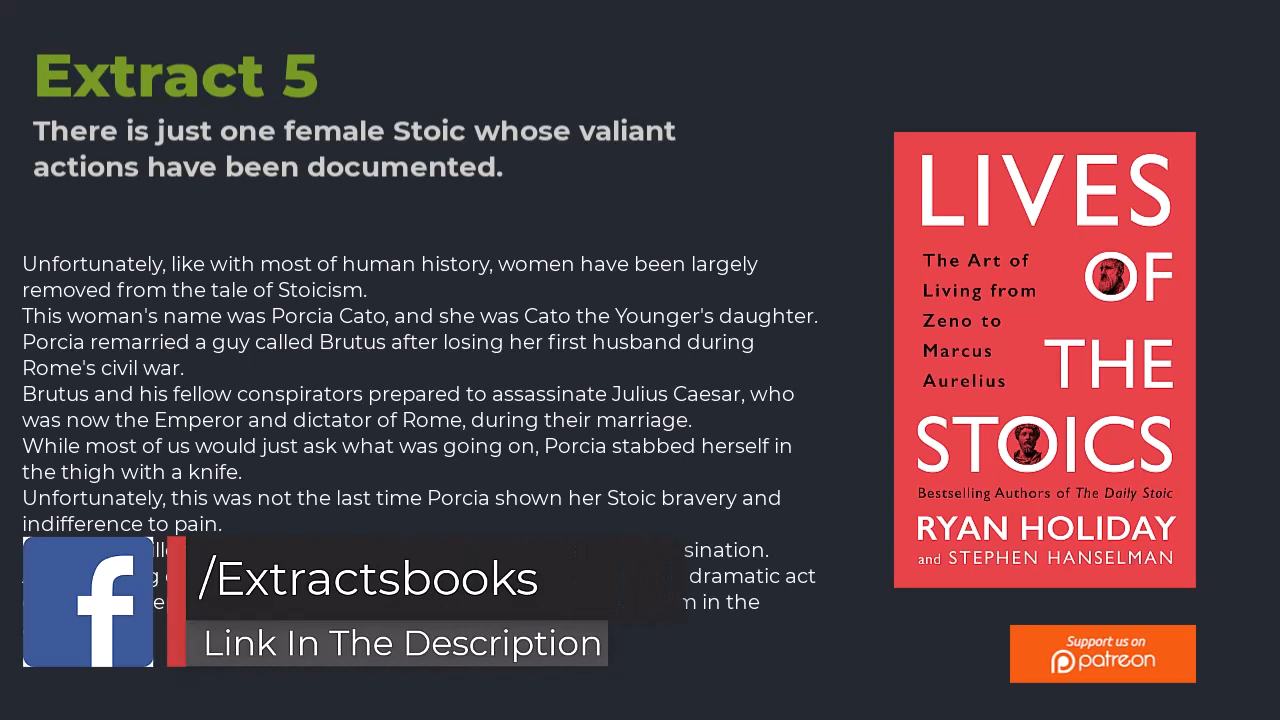 Extract 5
There is just one female Stoic whose valiant
actions have been documented.
Unfortunately, like with most of human history, women have been largely
removed from the tale of Stoicism.
This woman's name was Porcia Cato, and she was Cato the Younger's daughter.
Porcia remarried a guy called Brutus after losing her first husband during
Rome's civil war.
Brutus and his fellow conspirators prepared to assassinate Julius Caesar, who
was now the Emperor and dictator of Rome, during their marriage.
While most of us would just ask what was going on, Porcia stabbed herself in
the thigh with a knife.
Unfortunately, this was not the last time Porcia shown her Stoic bravery and
indifference to pain.
dramatic act
in the
/Extractsbooks
Link In The Description
LIVES
OF
THE
STOICS
The Art of
Living from
Zeno to
Marcus
Aurelius
Bestselling Authors of The Daily Stoic
RYAN HOLIDAY
and STEPHEN HANSELMAN
Support us on
patreon